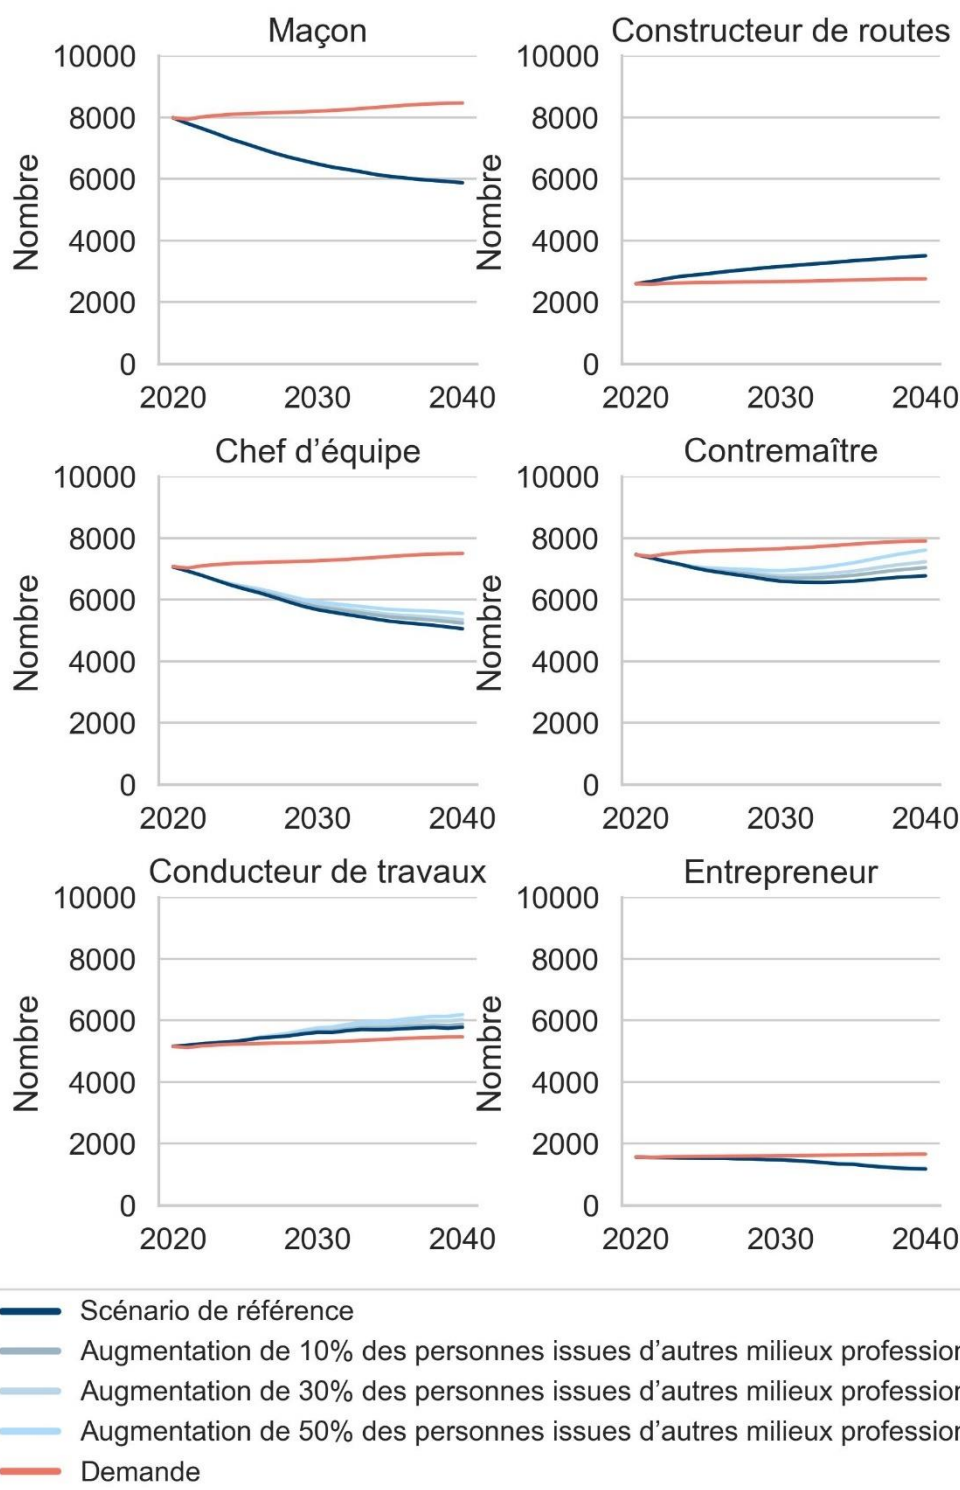 Maçon
Constructeur de routes
10000
8000
6000
4000
2000
0
Nombre
2020 2030 2040
10000
8000
6000
4000
2000
0
Nombre
2020 2030 2040
Chef d’équipe
Contremaître
10000
8000
6000
4000
2000
0
Nombre
2020 2030 2040
10000
8000
6000
4000
2000
0
Nombre
2020 2030 2040
Conducteur de travaux
Entrepreneur
10000
8000
6000
4000
2000
0
Nombre
2020 2030 2040
10000
8000
6000
4000
2000
0
Nombre
2020 2030 2040
Scénario de référence
Augmentation de 10% des personnes issues d’autres milieux profession
Augmentation de 30% des personnes issues d’autres milieux profession
Augmentation de 50% des personnes issues d’autres milieux profession
Demande